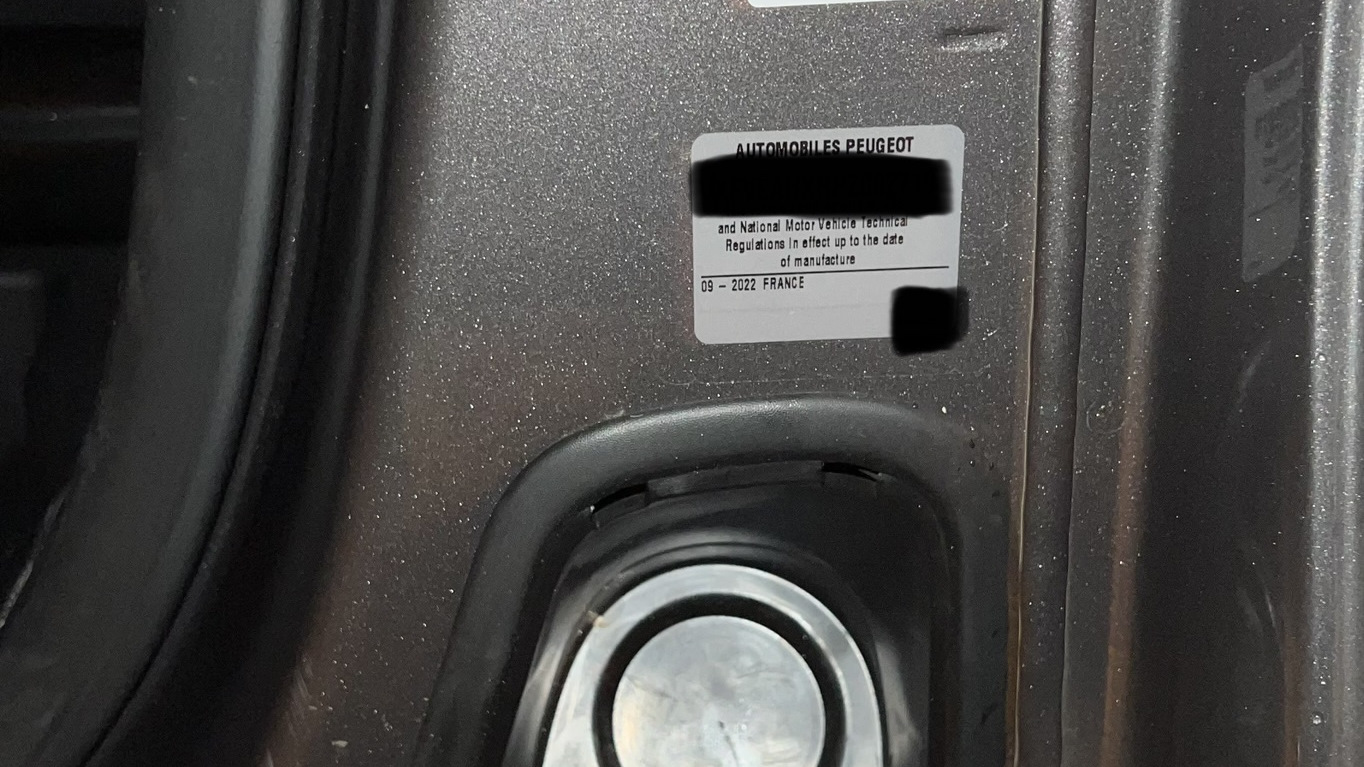 AUTOMOBILES PEUGEOT
and National Motor Vehicle Technical
Regulations in effect up to the date
of manufacture
09 - 2022 FRANCE